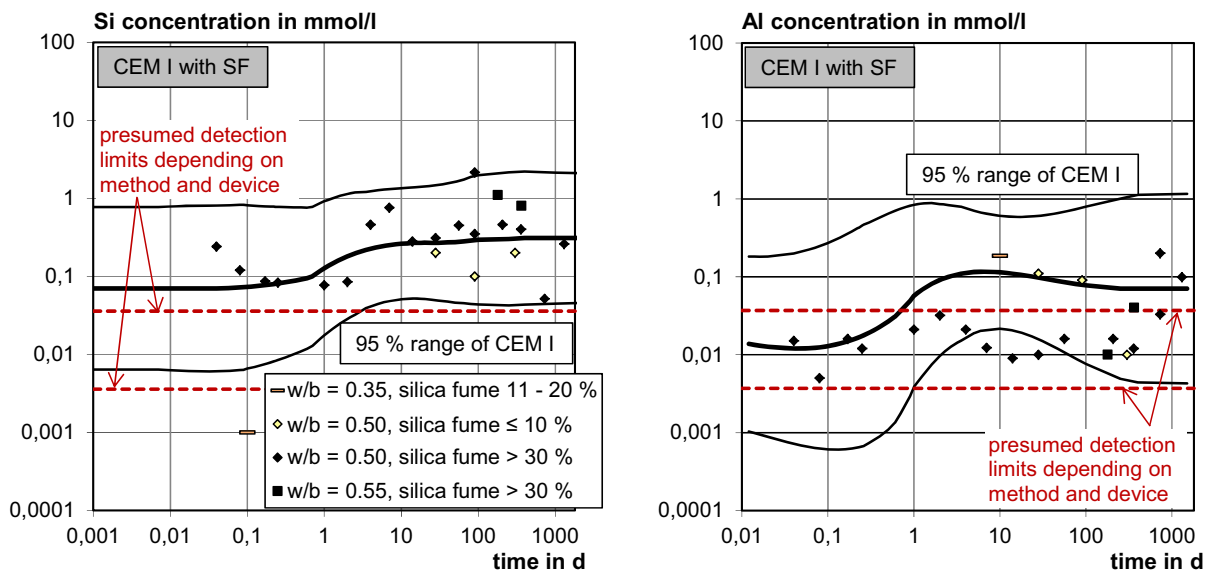 Si concentration in mmol/l
100
10
1
0,1
0,01
0,001
0,0001
CEM I with SF
presumed detection
limits depending on
method and device
95 % range of CEM I
w/b = 0.35, silica fume 11 - 20 %
w/b = 0.50, silica fume ≤ 10 %
w/b = 0.50, silica fume > 30 %
w/b = 0.55, silica fume > 30 %
0,001 0,01 0,1 1 10 100 1000
time in d
Al concentration in mmol/l
100
10
1
0,1
0,01
0,001
0,0001
CEM I with SF
95 % range of CEM I
presumed detection
limits depending on
method and device
0,01 0,1 1 10 100 1000
time in d